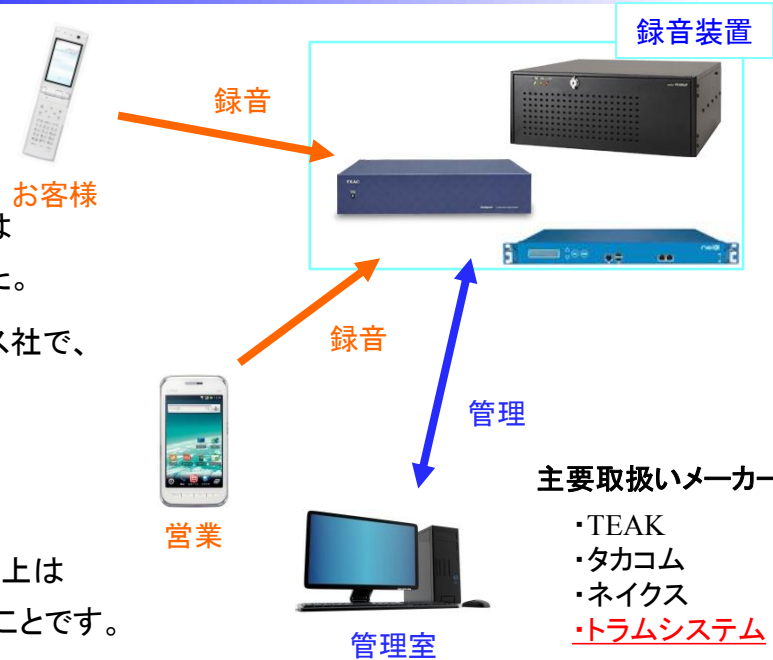 録音装置
録音
TEAC
お客様
は
た。
ス社で、
録音
管理
営業
上は
ことです。
管理室
主要取扱いメーカー
・TEAK
・タカコム
・ネイクス
・トラムシステム